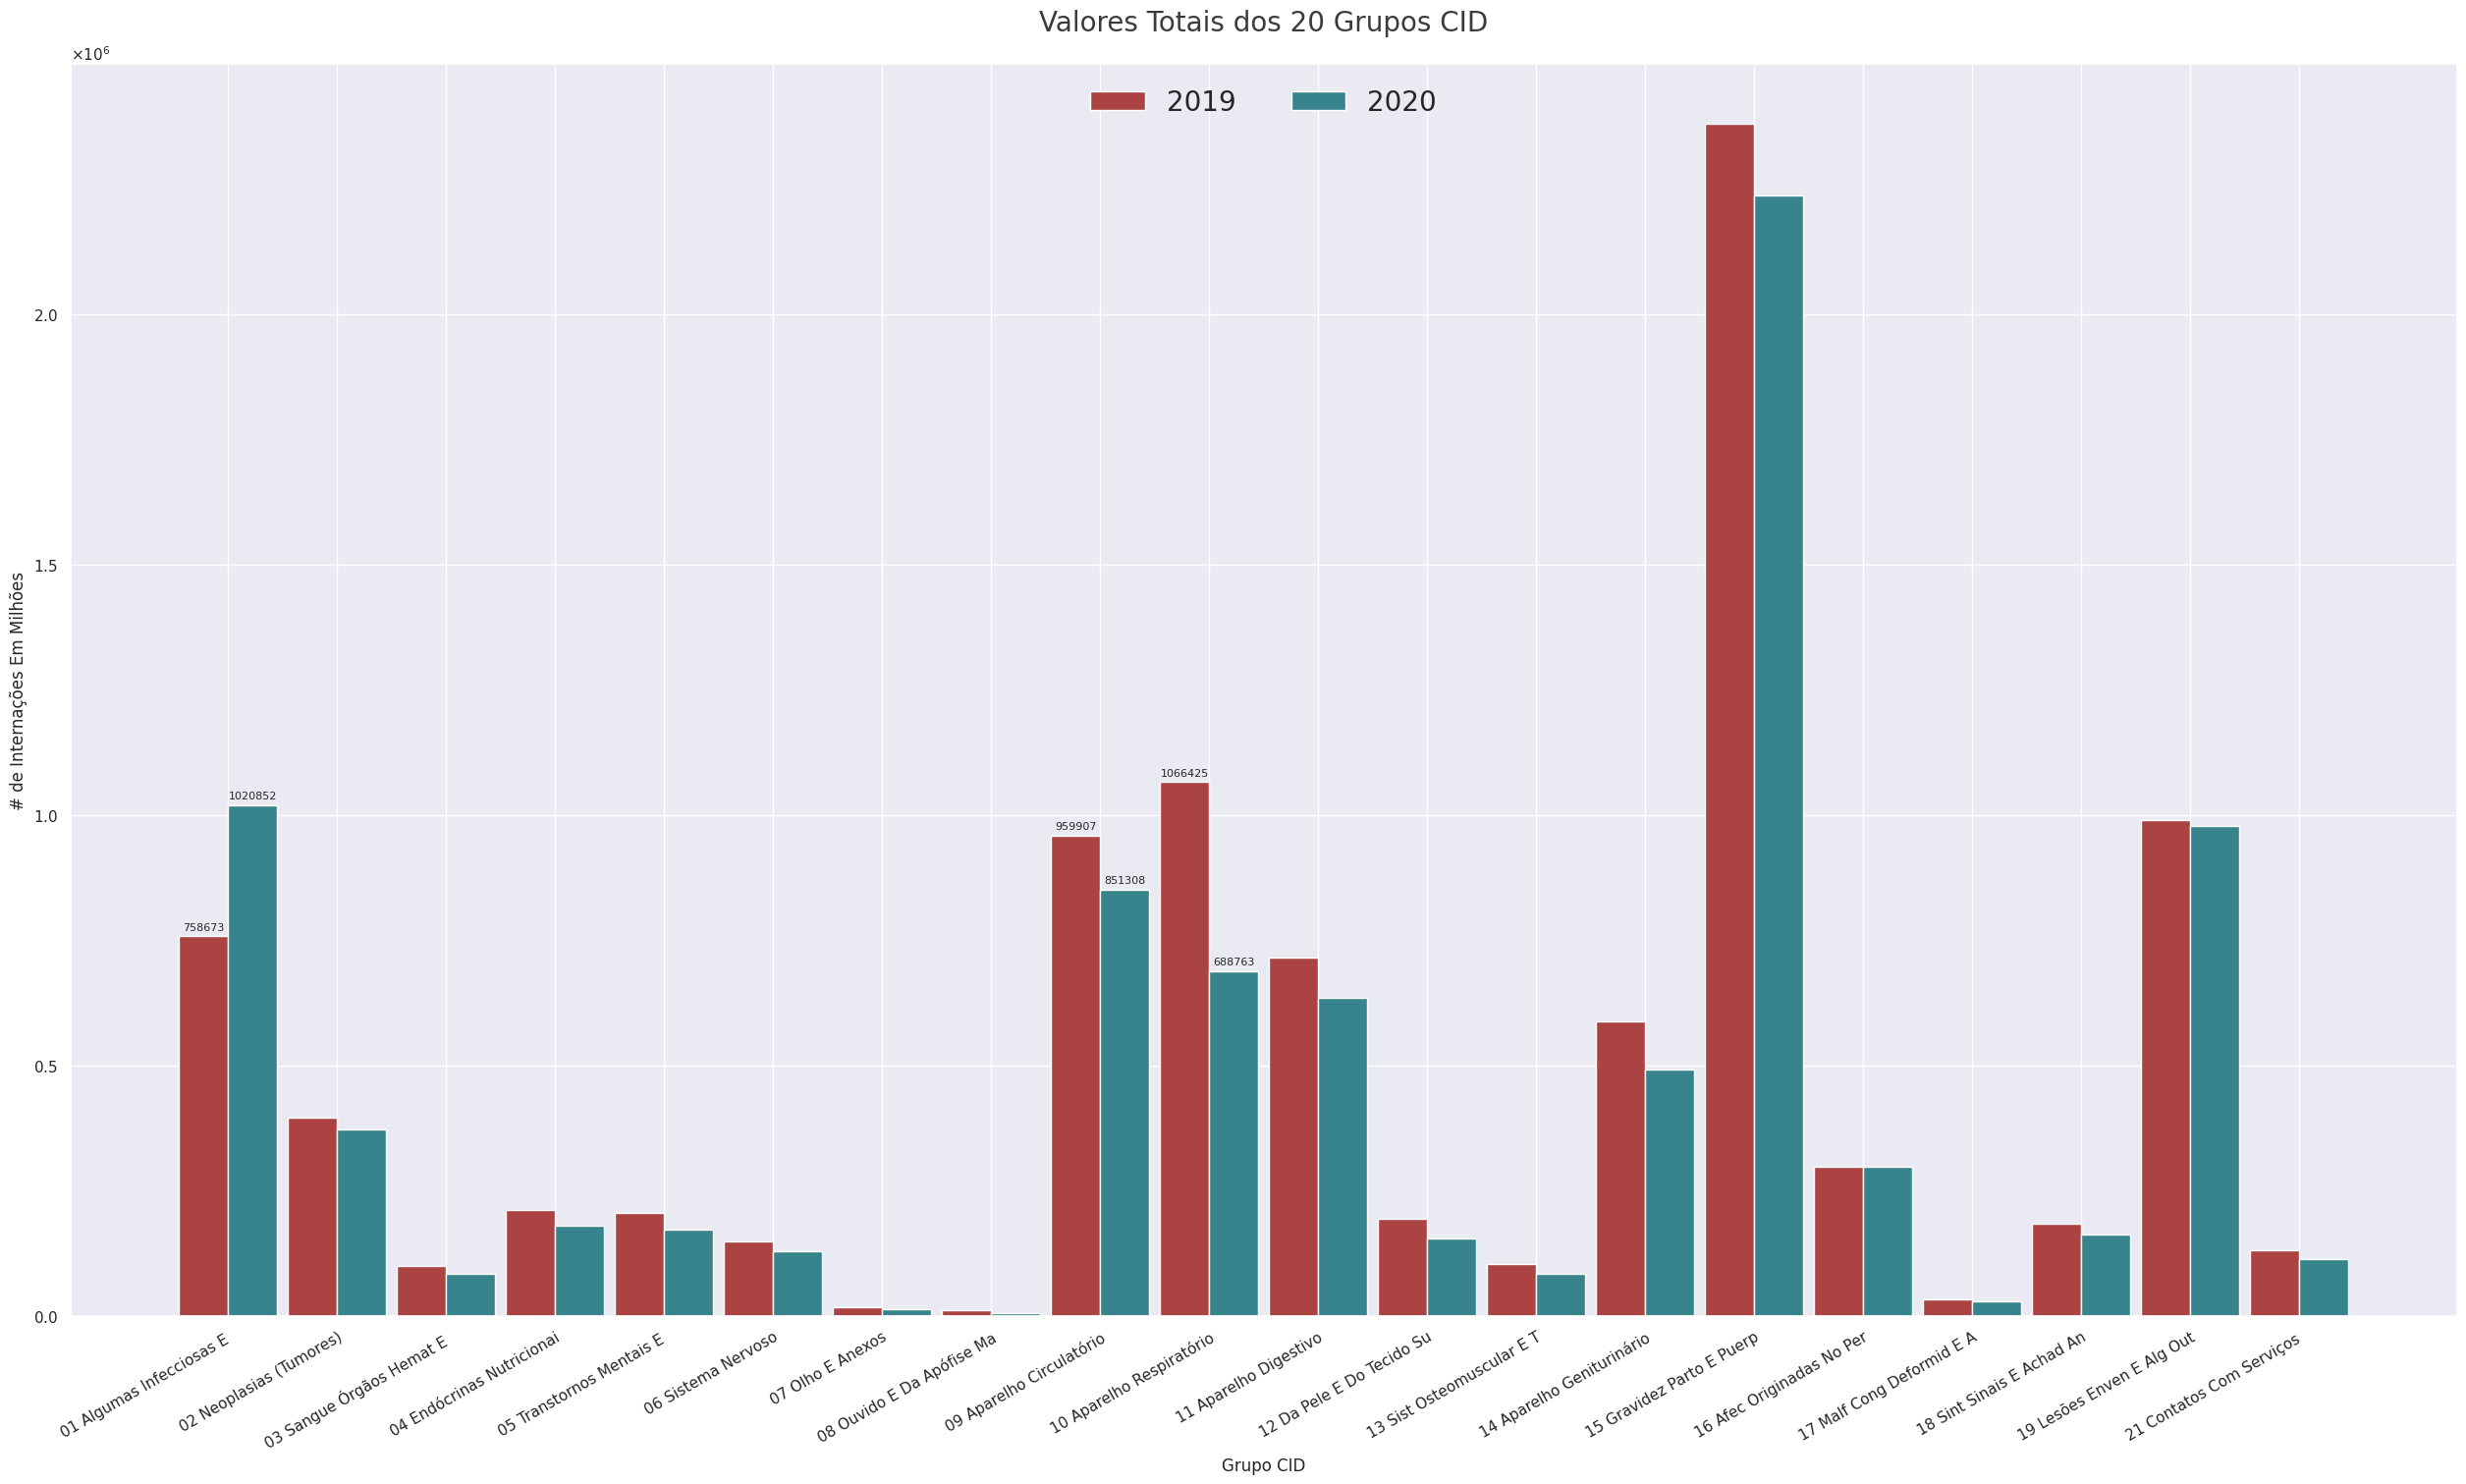 Valores Totais dos 20 Grupos CID
×10⁶
2019 2020
2.0
1.5
1.0
0.5
0.0
# de Internações Em Milhões
1066425
1020852
959907
851308
758673
688763
01 Algumas Infecciosas E
02 Neoplasias (Tumores)
03 Sangue Órgãos Hemat E
04 Endócrinas Nutricionai
05 Transtornos Mentais E
06 Sistema Nervoso
07 Olho E Anexos
08 Ouvido E Da Apófise Ma
09 Aparelho Circulatório
10 Aparelho Respiratório
11 Aparelho Digestivo
12 Da Pele E Do Tecido Su
13 Sist Osteomuscular E T
14 Aparelho Geniturinário
15 Gravidez Parto E Puerp
16 Afec Originadas No Per
17 Malf Cong Deformid E A
18 Sint Sinais E Achad An
19 Lesões Enven E Alg Out
21 Contatos Com Serviços
Grupo CID